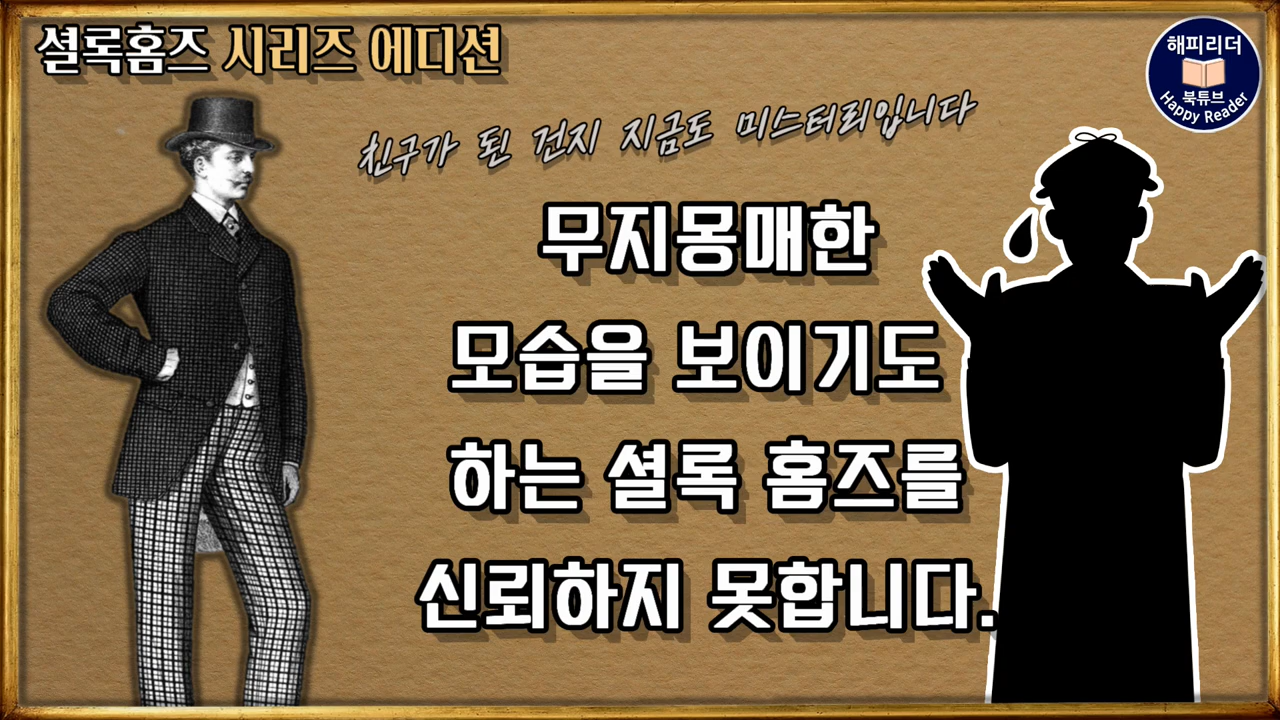 셜록홈즈 시리즈 에디션
해피리더
북튜브
Happy Reader
친구가 된 건지 지금도 미스터리입니다
무지몽매한
모습을 보이기도
하는 셜록 홈즈를
신뢰하지 못합니다.